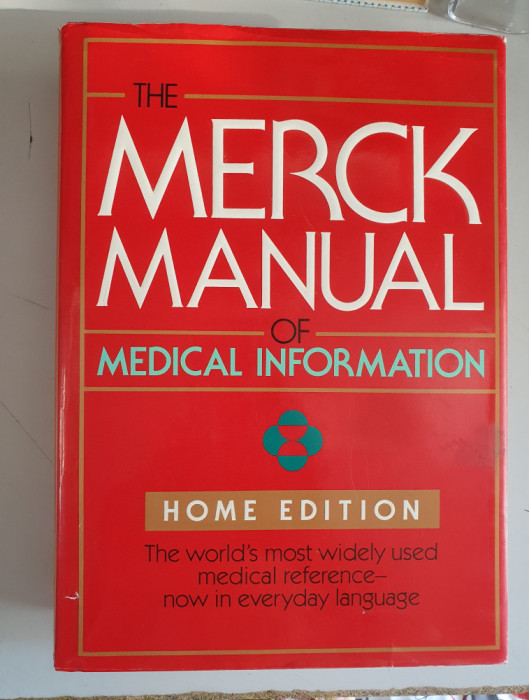 THE
MERCK
MANUAL
OF
MEDICAL INFORMATION
HOME EDITION
The world's most widely used
medical reference–
now in everyday language